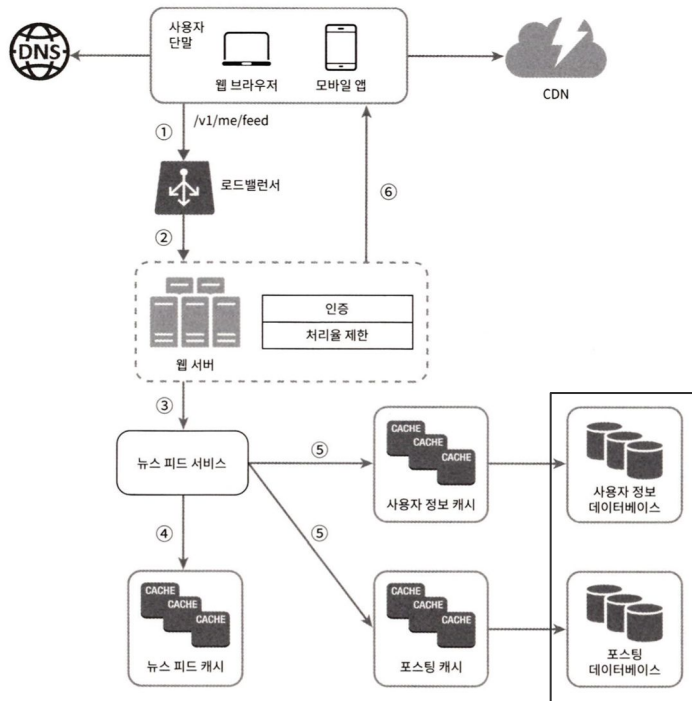 DNS
사용자
단말
웹 브라우저
모바일 앱
CDN
①
/v1/me/feed
로드밸런서
⑥
②
인증
처리율 제한
웹 서버
③
뉴스 피드 서비스
⑤
CACHE
CACHE
CACHE
사용자 정보 캐시
사용자 정보
데이터베이스
④
⑤
CACHE
CACHE
CACHE
뉴스 피드 캐시
CACHE
CACHE
CACHE
포스팅 캐시
포스팅
데이터베이스